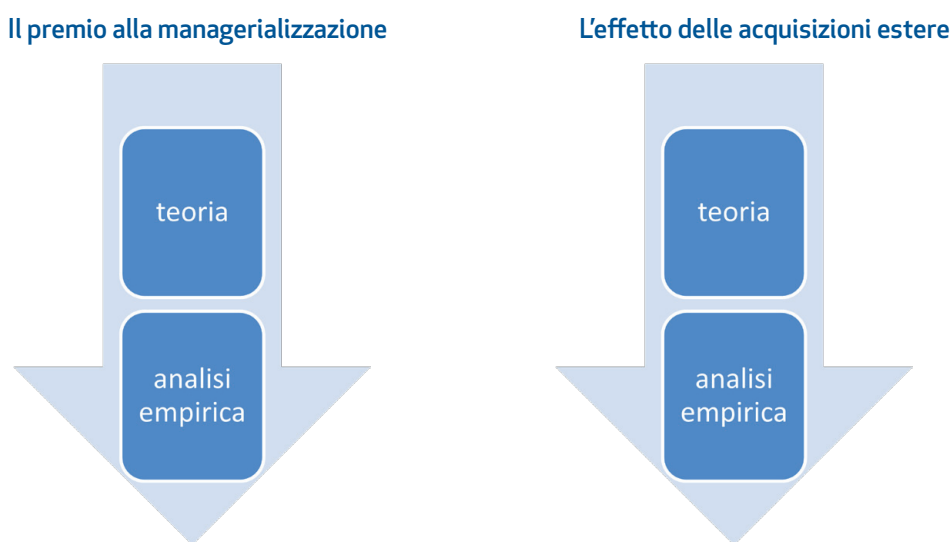 Il premio alla managerializzazione
teoria
analisi
empirica
L'effetto delle acquisizioni estere
teoria
analisi
empirica